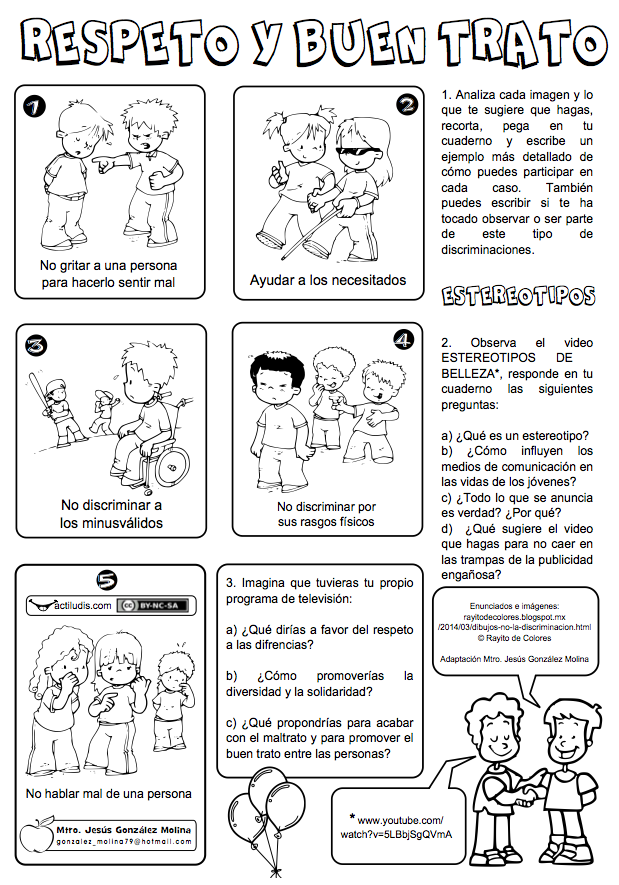 RESPETO Y BUEN TRATO
1
No gritar a una persona
para hacerlo sentir mal
2
Ayudar a los necesitados
1. Analiza cada imagen y lo
que te sugiere que hagas,
recorta, pega en tu
cuaderno y escribe un
ejemplo más detallado de
cómo puedes participar en
cada caso. También
puedes escribir si te ha
tocado observar o ser parte
de este tipo de
discriminaciones.
3
No discriminar a
los minusválidos
4
No discriminar por
sus rasgos físicos
ESTEREOTIPOS
2. Observa el video
ESTEREOTIPOS DE
BELLEZA*, responde en tu
cuaderno las siguientes
preguntas:
a) ¿Qué es un estereotipo?
b) ¿Cómo influyen los
medios de comunicación en
las vidas de los jóvenes?
c) ¿Todo lo que se anuncia
es verdad? ¿Por qué?
d) ¿Qué sugiere el video
que hagas para no caer en
las trampas de la publicidad
engañosa?
5
actiludis.com
cc BY-NC-SA
No hablar mal de una persona
Mtro. Jesús González Molina
gonzalez_molina79@hotmail.com
3. Imagina que tuvieras tu propio
programa de televisión:
a) ¿Qué dirías a favor del respeto
a las difrencias?
b) ¿Cómo promoverías la
diversidad y la solidaridad?
c) ¿Qué propondrías para acabar
con el maltrato y para promover el
buen trato entre las personas?
Enunciados e imágenes:
rayitodecolores.blogspot.mx
/2014/03/dibujos-no-la-discriminacion.html
© Rayito de Colores
Adaptación Mtro. Jesús González Molina
* www.youtube.com/
watch?v=5LBbjSgQVmA